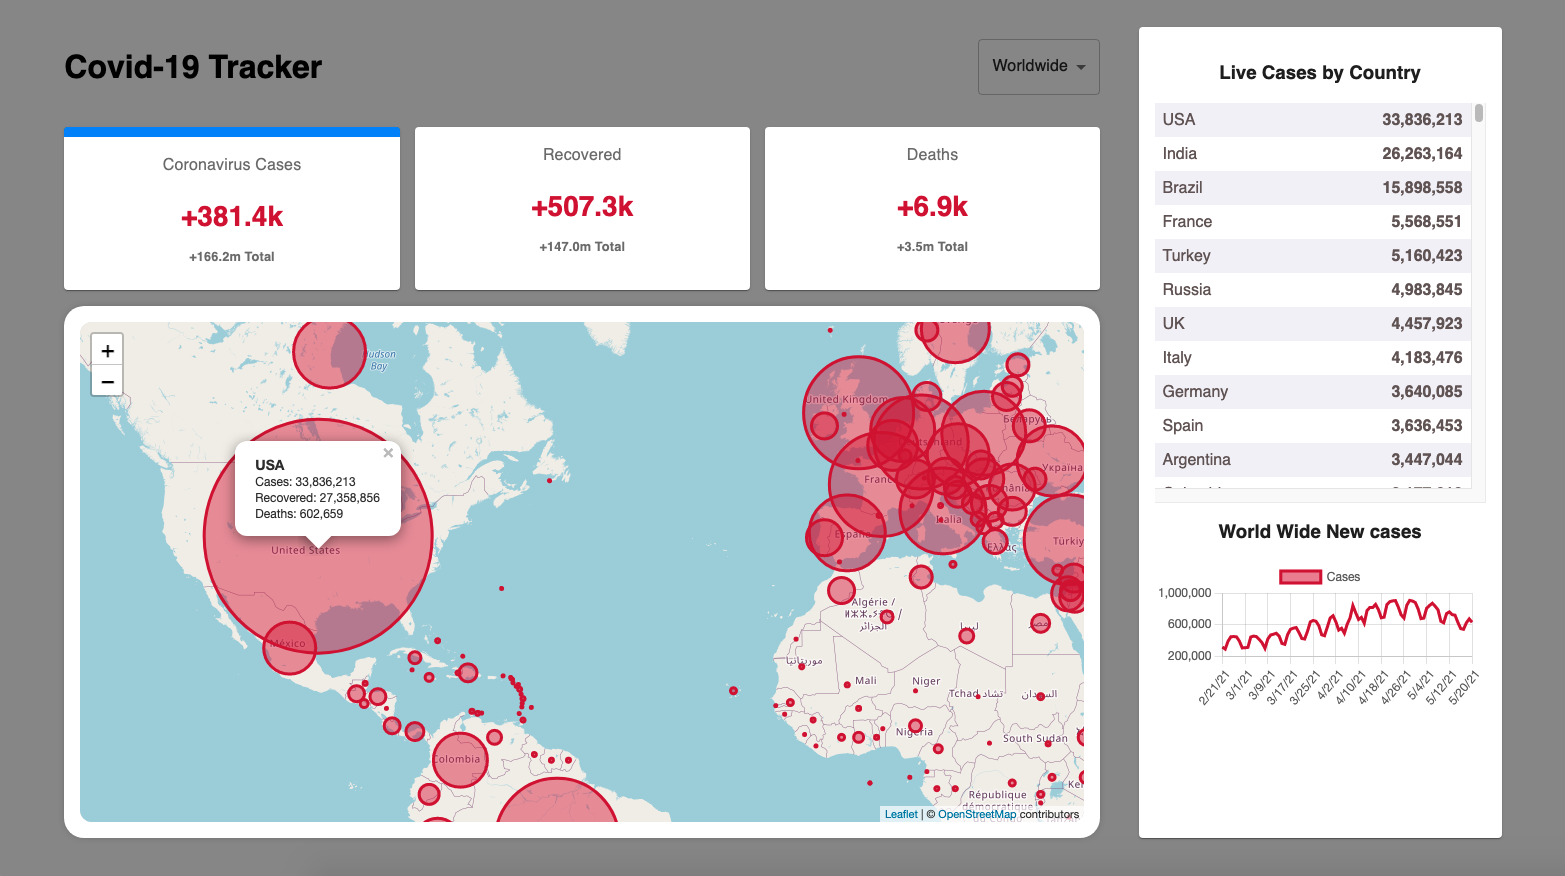 Covid-19 Tracker
Worldwide
Coronavirus Cases
+381.4k
+166.2m Total
Recovered
+507.3k
+147.0m Total
Deaths
+6.9k
+3.5m Total
+
−
Hudson
Bay
×
USA
Cases: 33,836,213
Recovered: 27,358,856
Deaths: 602,659
United States
México
Colombia
United Kingdom
Deutschland
Беларусь
Україна
France
România
Italia
España
Ελλάς
Türkiye
Algérie /
الجزائر
ليبيا
مصر
موريتانيا
Mali
Niger
Tchad تشاد
السودان
Nigeria
South Sudan
République
démocratique
Leaflet | © OpenStreetMap contributors
Live Cases by Country
USA 33,836,213
India 26,263,164
Brazil 15,898,558
France 5,568,551
Turkey 5,160,423
Russia 4,983,845
UK 4,457,923
Italy 4,183,476
Germany 3,640,085
Spain 3,636,453
Argentina 3,447,044
World Wide New cases
Cases
1,000,000
600,000
200,000
2/21/21
3/1/21
3/9/21
3/17/21
3/25/21
4/2/21
4/10/21
4/18/21
4/26/21
5/4/21
5/12/21
5/20/21